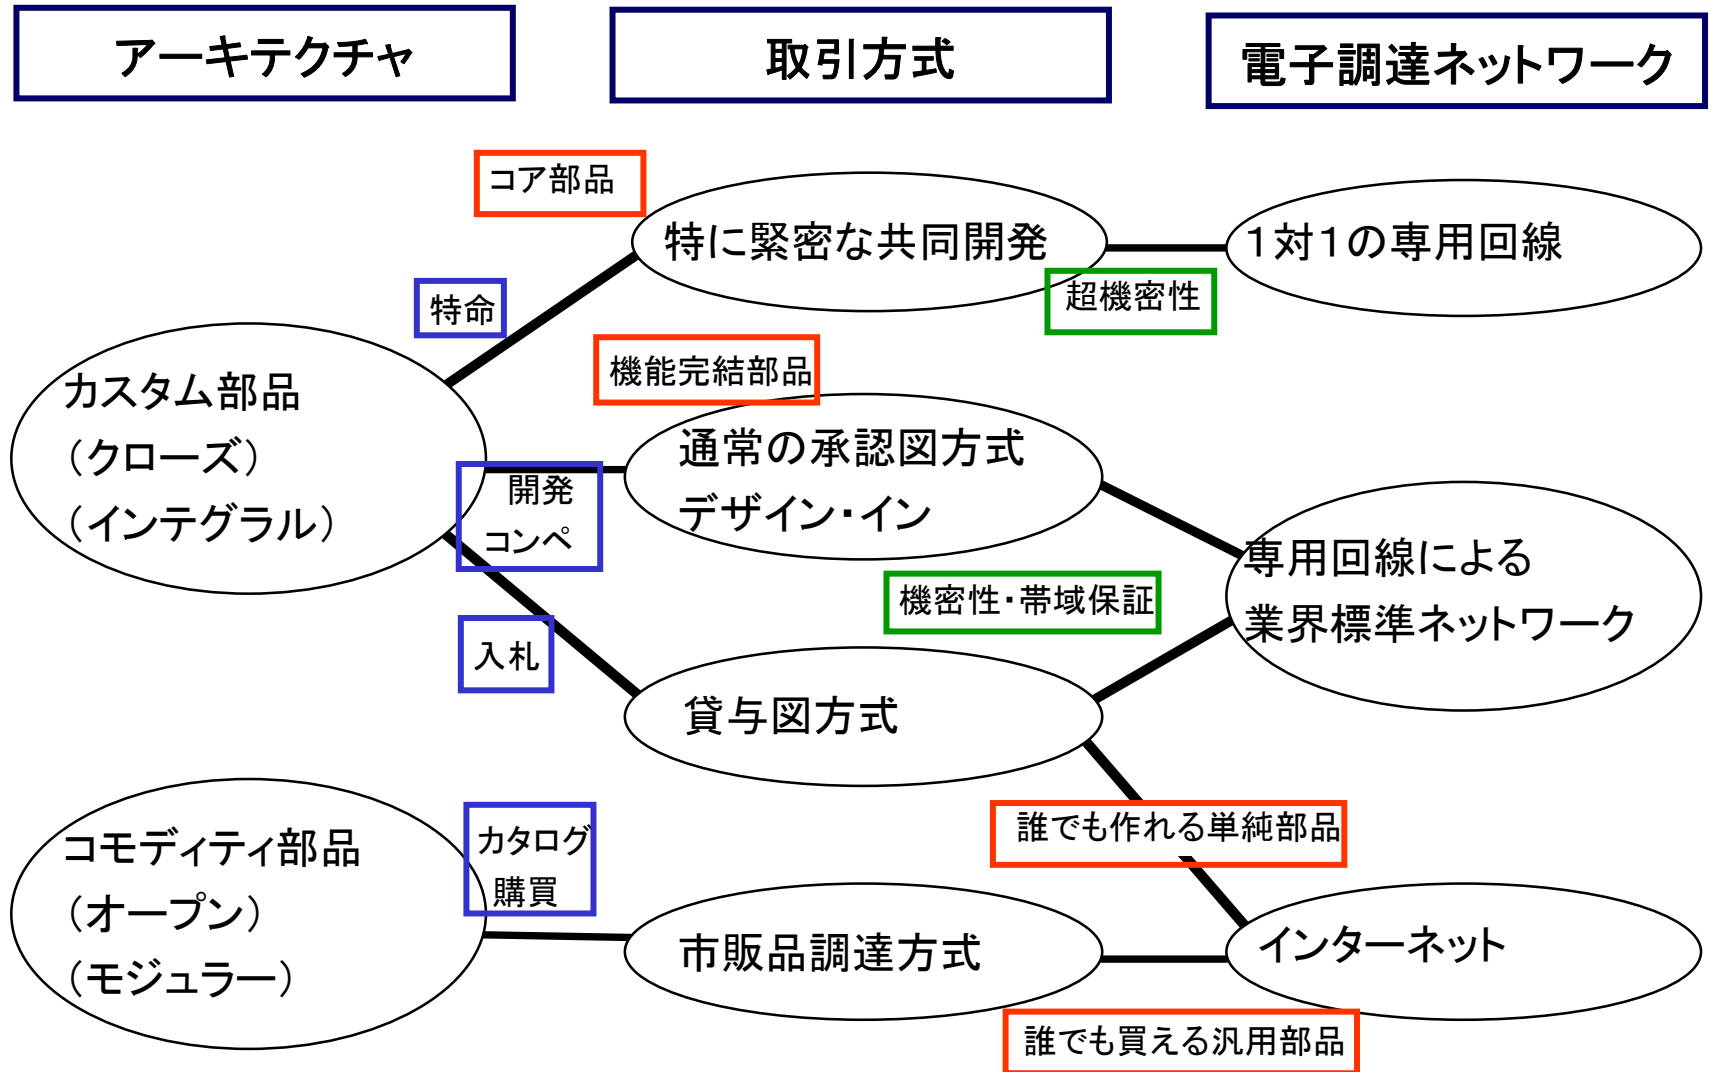 アーキテクチャ
取引方式
電子調達ネットワーク
コア部品
特に緊密な共同開発
1対1の専用回線
特命
超機密性
機能完結部品
カスタム部品
（クローズ）
（インテグラル）
通常の承認図方式
デザイン・イン
開発
コンペ
専用回線による
業界標準ネットワーク
機密性・帯域保証
入札
貸与図方式
誰でも作れる単純部品
コモディティ部品
（オープン）
（モジュラー）
カタログ
購買
市販品調達方式
インターネット
誰でも買える汎用部品